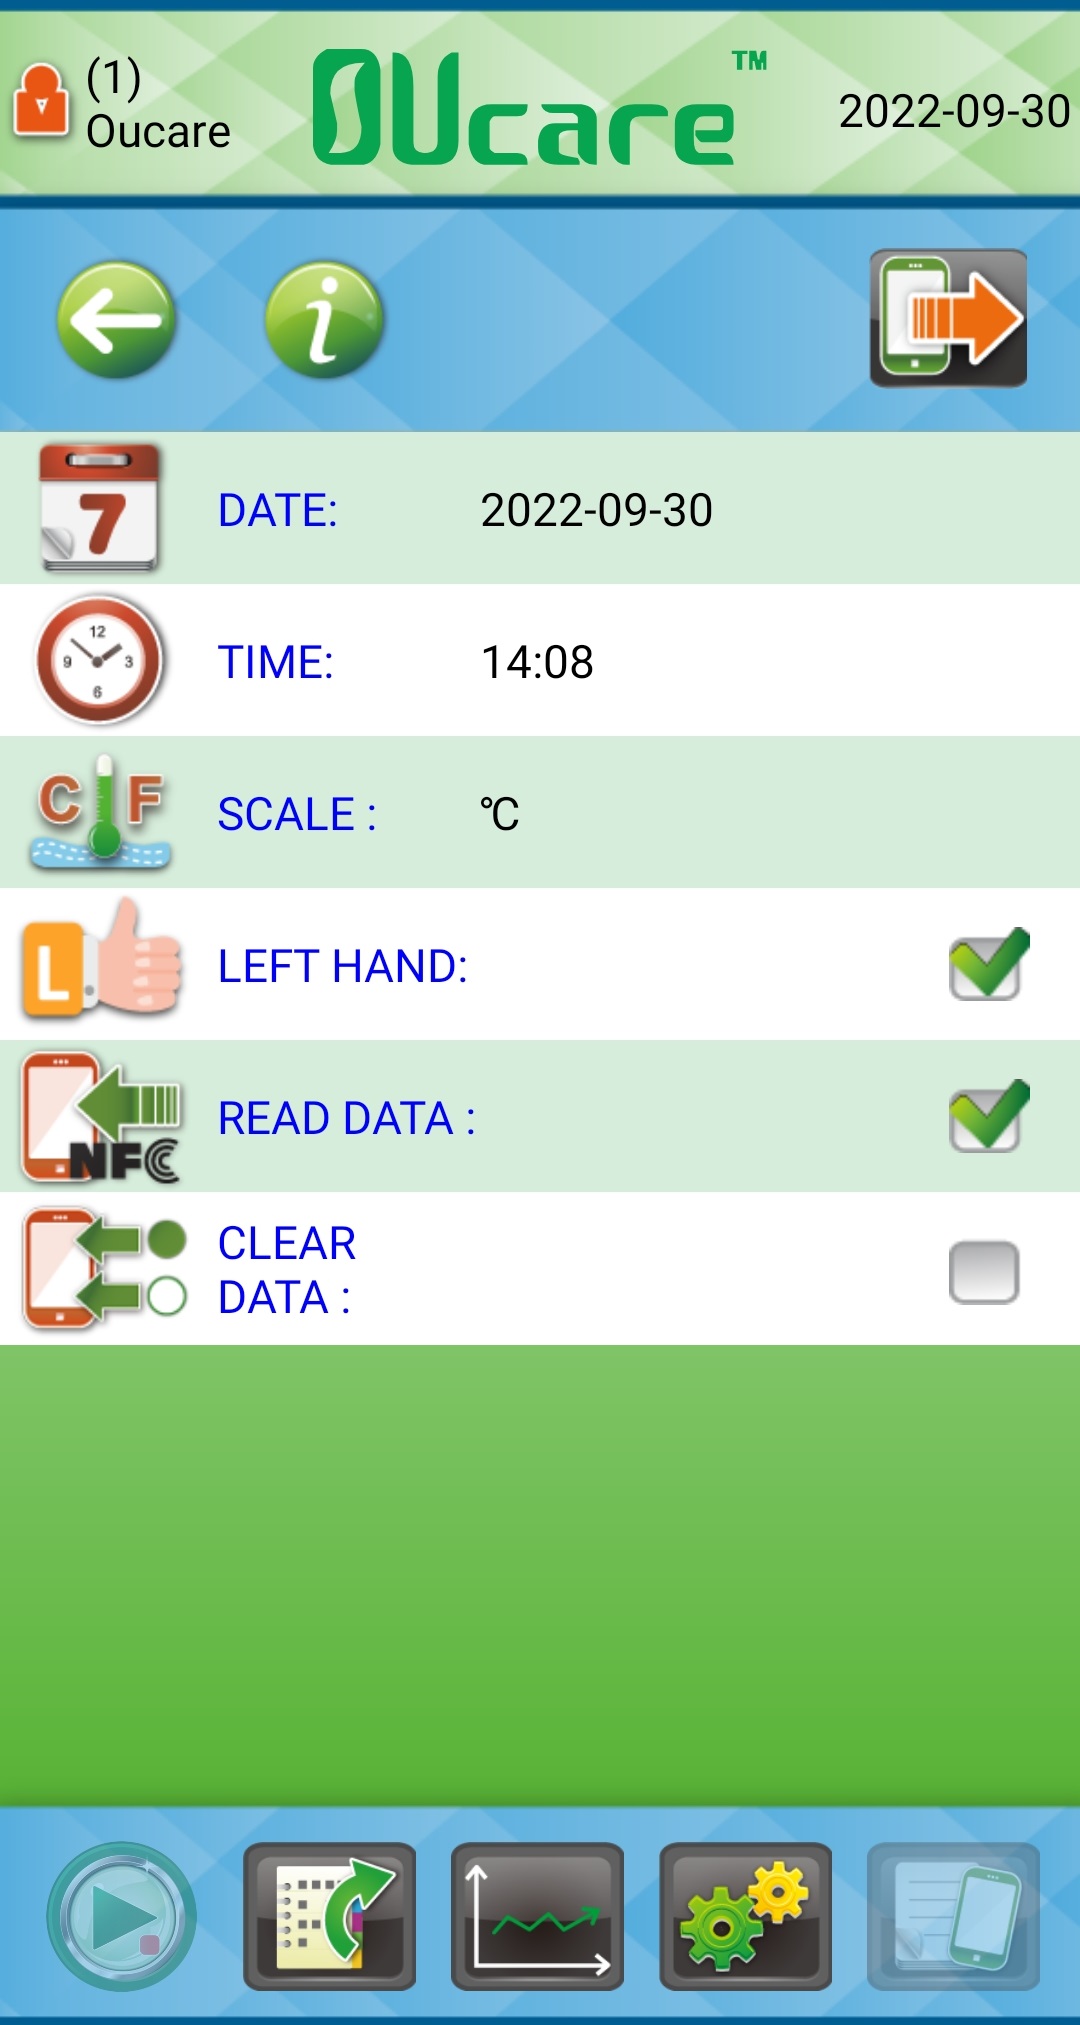 (1)
Oucare
OUcare™
2022-09-30
i
7
DATE: 2022-09-30
12
9 3
6
TIME: 14:08
C F
SCALE : ℃
L
LEFT HAND:
NFC
READ DATA :
CLEAR
DATA :